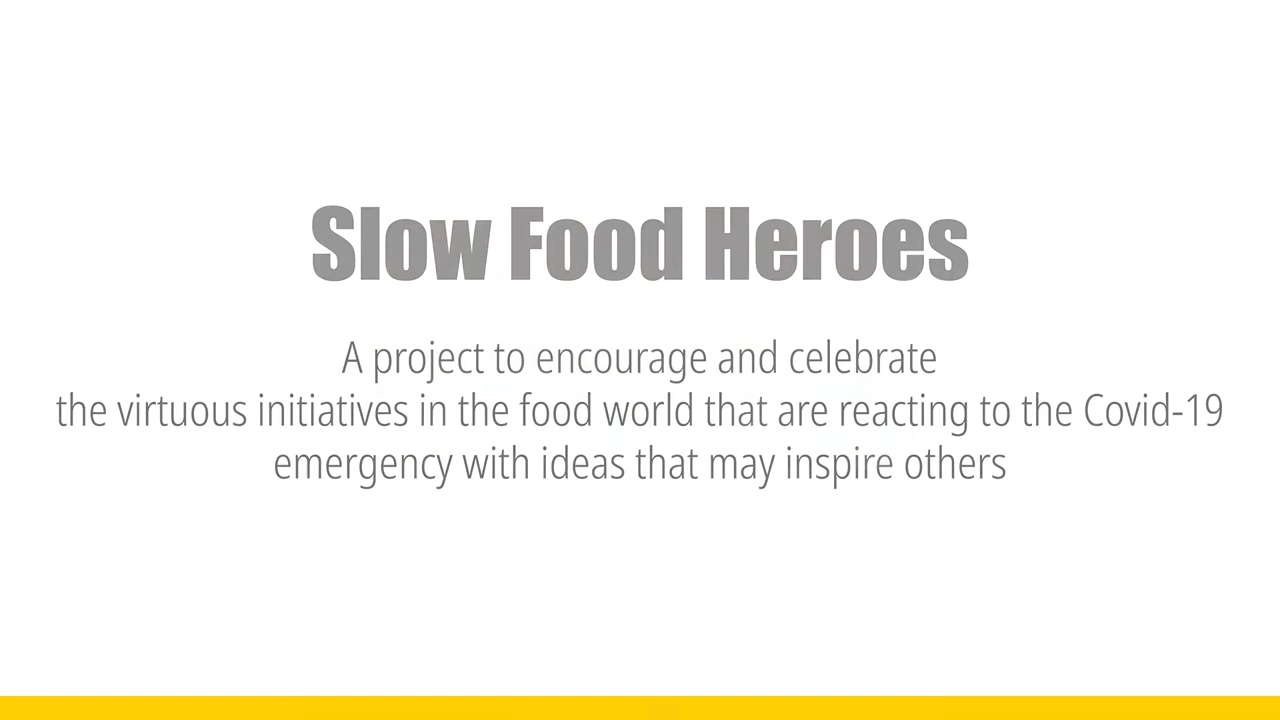 Slow Food Heroes
A project to encourage and celebrate
the virtuous initiatives in the food world that are reacting to the Covid-19
emergency with ideas that may inspire others